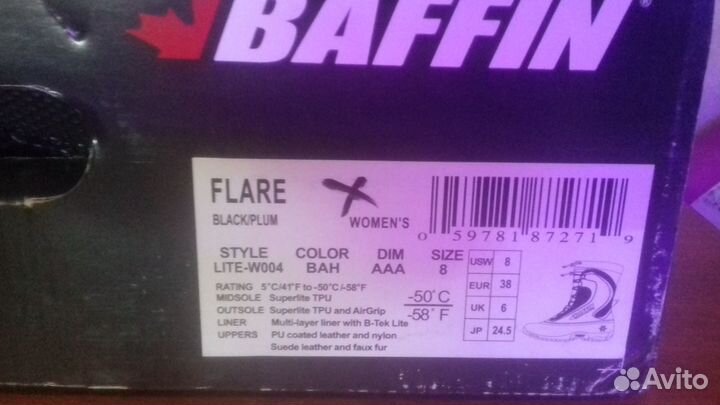 BAFFIN®
FLARE
BLACK/PLUM
WOMEN'S
0 59781 87271 9
STYLE COLOR DIM SIZE
LITE-W004 BAH AAA 8
RATING 5°C/41°F to -50°C/-58°F
MIDSOLE Superlite TPU
OUTSOLE Superlite TPU and AirGrip
LINER Multi-layer liner with B-Tek Lite
UPPERS PU coated leather and nylon
Suede leather and faux fur
-50°C
-58°F
USW 8
EUR 38
UK 6
JP 24.5
Avito